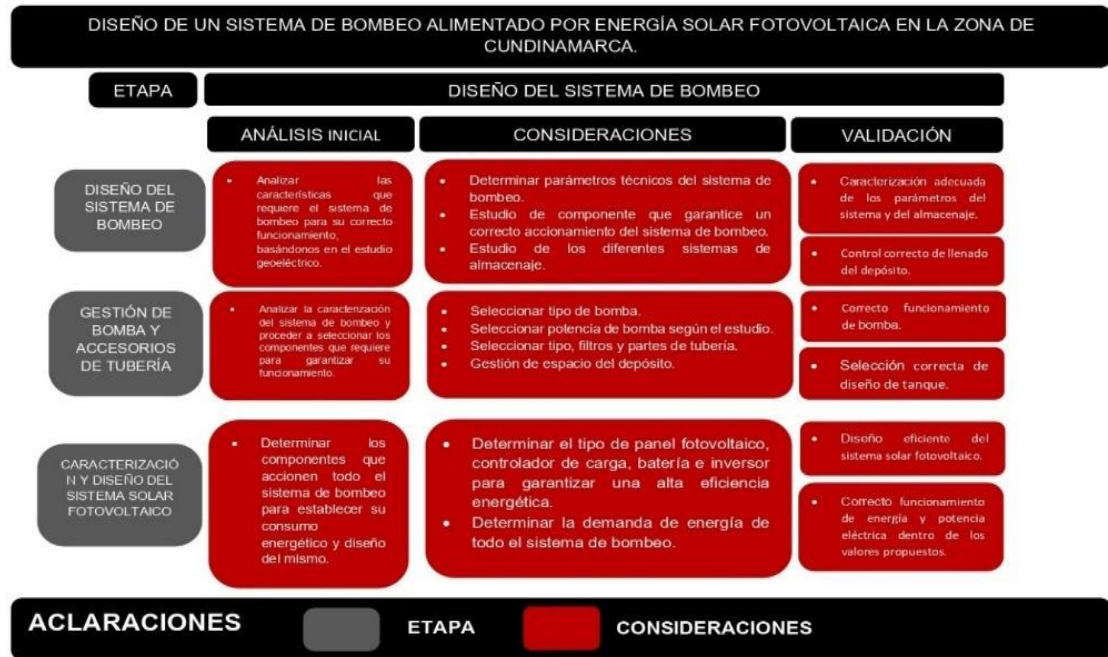 DISEÑO DE UN SISTEMA DE BOMBEO ALIMENTADO POR ENERGÍA SOLAR FOTOVOLTAICA EN LA ZONA DE
CUNDINAMARCA.
ETAPA
DISEÑO DEL SISTEMA DE BOMBEO
ANÁLISIS INICIAL
CONSIDERACIONES
VALIDACIÓN
DISEÑO DEL
SISTEMA DE
BOMBEO
• Analizar las
características que
requiere el sistema de
bombeo para su correcto
funcionamiento,
basándonos en el estudio
geoeléctrico.
• Determinar parámetros técnicos del sistema de
bombeo.
• Estudio de componente que garantice un
correcto accionamiento del sistema de bombeo.
• Estudio de los diferentes sistemas de
almacenaje.
• Caracterización adecuada
de los parámetros del
sistema y del almacenaje.
• Control correcto de llenado
del depósito.
GESTIÓN DE
BOMBA Y
ACCESORIOS
DE TUBERÍA
• Analizar la caracterización
del sistema de bombeo y
proceder a seleccionar los
componentes que requiere
para garantizar su
funcionamiento.
• Seleccionar tipo de bomba.
• Seleccionar potencia de bomba según el estudio.
• Seleccionar tipo, filtros y partes de tubería.
• Gestión de espacio del depósito.
• Correcto funcionamiento
de bomba.
• Selección correcta de
diseño de tanque.
CARACTERIZACIÓ
N Y DISEÑO DEL
SISTEMA SOLAR
FOTOVOLTAICO
• Determinar los
componentes que
accionen todo el
sistema de bombeo
para establecer su
consumo
energético y diseño
del mismo.
• Determinar el tipo de panel fotovoltaico,
controlador de carga, batería e inversor
para garantizar una alta eficiencia
energética.
• Determinar la demanda de energía de
todo el sistema de bombeo.
• Diseño eficiente del
sistema solar fotovoltaico.
• Correcto funcionamiento
de energía y potencia
eléctrica dentro de los
valores propuestos.
ACLARACIONES
ETAPA
CONSIDERACIONES